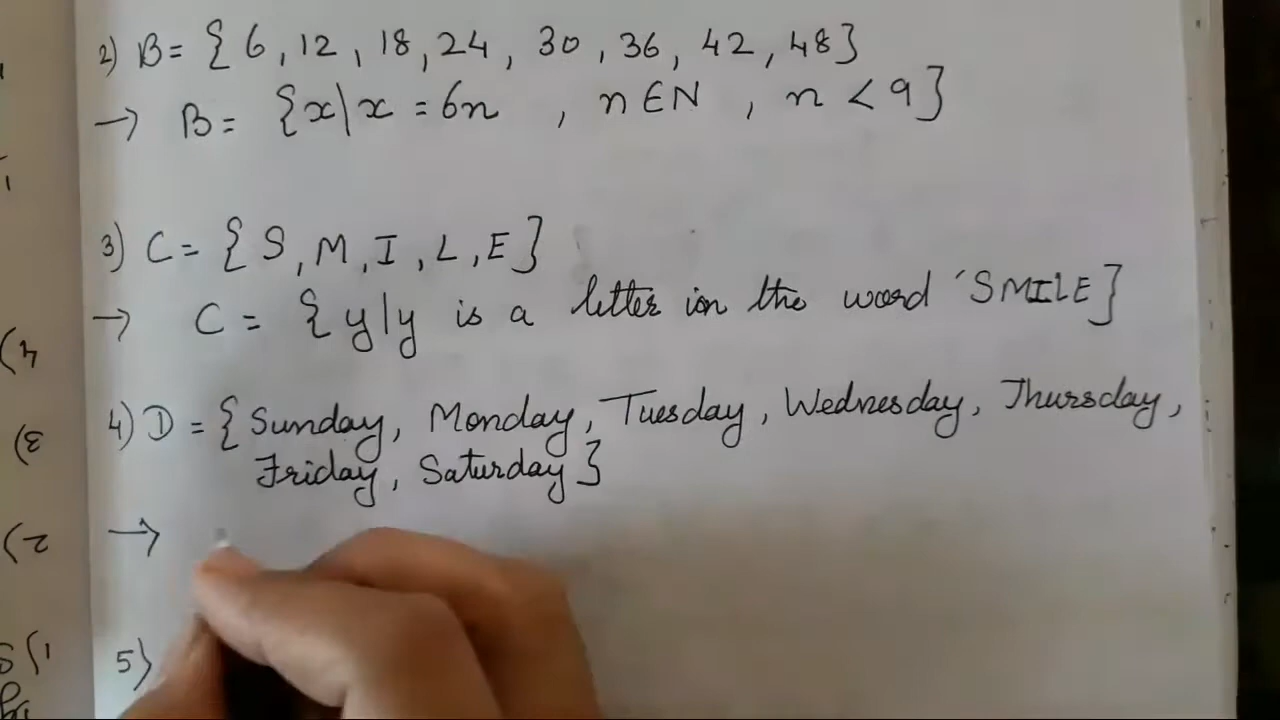 2) B = { 6 , 12 , 18 , 24 , 30 , 36 , 42 , 48 }
→ B = { x | x = 6n , n ∈ N , n < 9 }
3) C = { S , M , I , L , E }
→ C = { y | y is a letter in the word 'SMILE }
4) D = { Sunday, Monday, Tuesday, Wednesday, Thursday,
Friday, Saturday }
→
5)